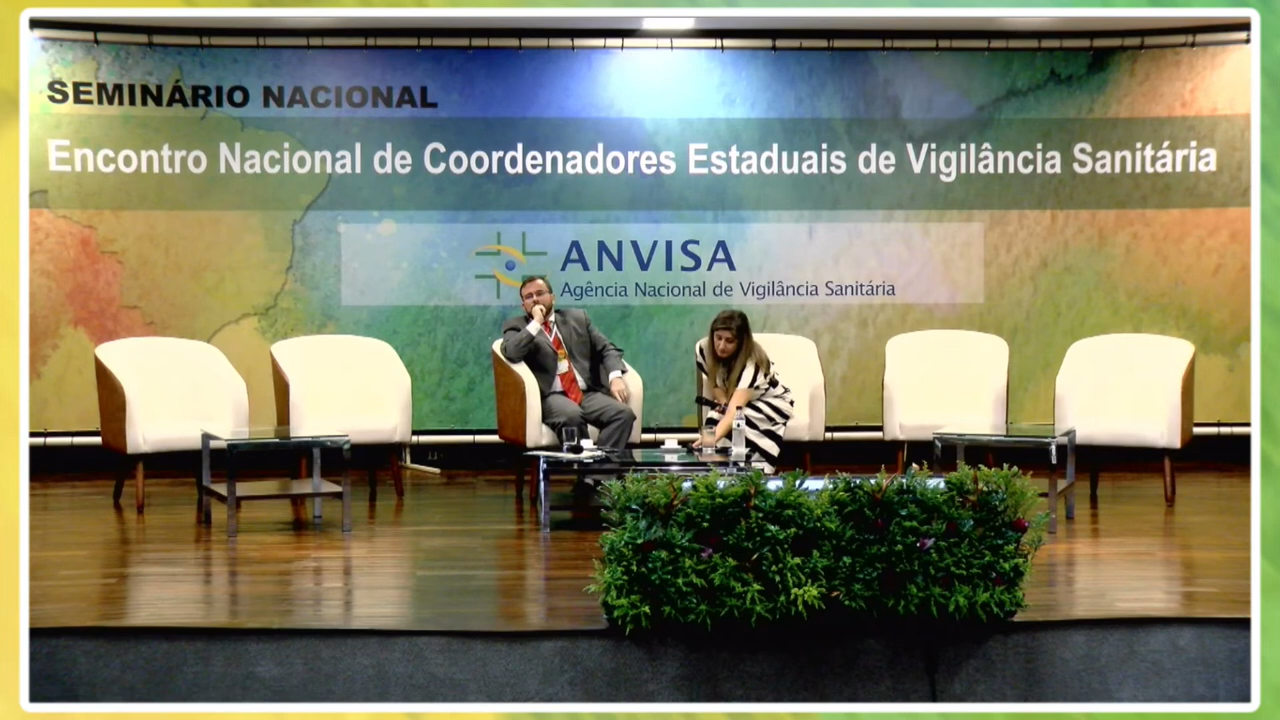 SEMINÁRIO NACIONAL
Encontro Nacional de Coordenadores Estaduais de Vigilância Sanitária
ANVISA
Agência Nacional de Vigilância Sanitária